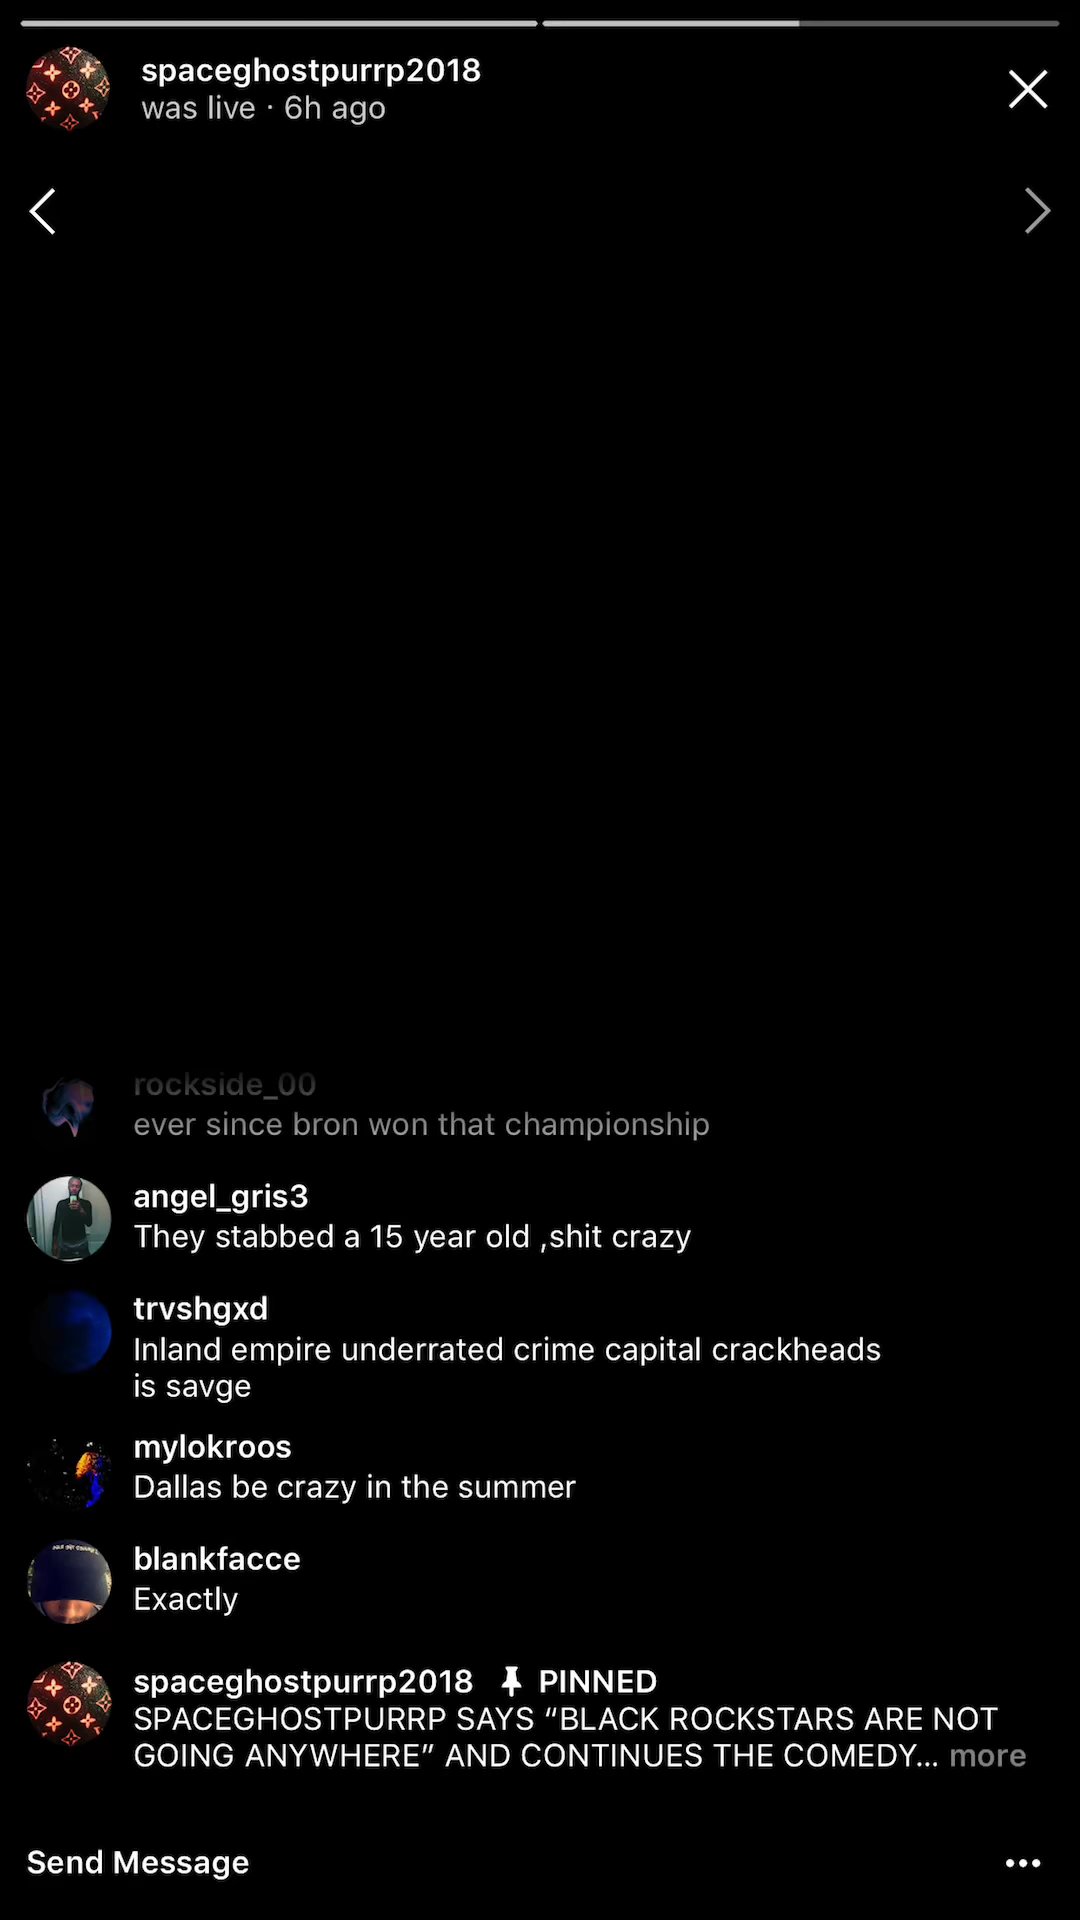 spaceghostpurrp2018
was live · 6h ago
rockside_00
ever since bron won that championship
angel_gris3
They stabbed a 15 year old ,shit crazy
trvshgxd
Inland empire underrated crime capital crackheads
is savge
mylokroos
Dallas be crazy in the summer
blankfacce
Exactly
spaceghostpurrp2018 PINNED
SPACEGHOSTPURRP SAYS “BLACK ROCKSTARS ARE NOT
GOING ANYWHERE” AND CONTINUES THE COMEDY... more
Send Message